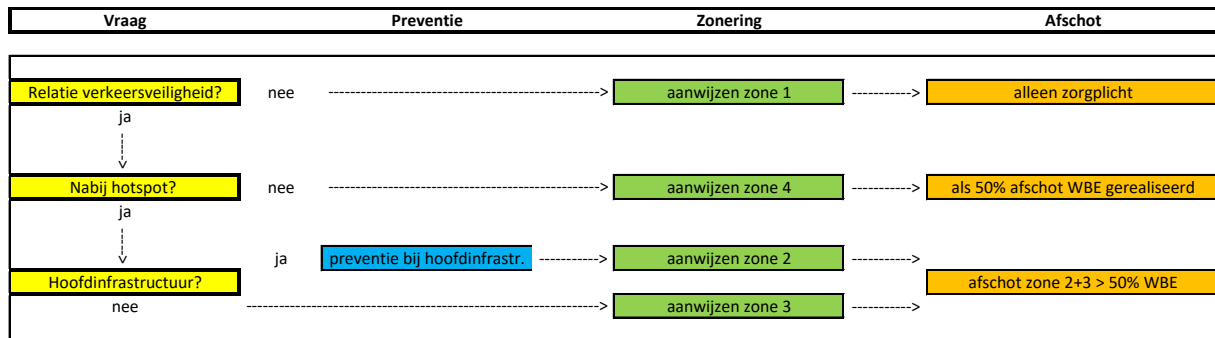 Vraag Preventie Zonering Afschot
Relatie verkeersveiligheid? nee aanwijzen zone 1 alleen zorgplicht
ja
Nabij hotspot? nee aanwijzen zone 4 als 50% afschot WBE gerealiseerd
ja
ja preventie bij hoofdinfrastr. aanwijzen zone 2
Hoofdinfrastructuur? afschot zone 2+3 > 50% WBE
nee aanwijzen zone 3